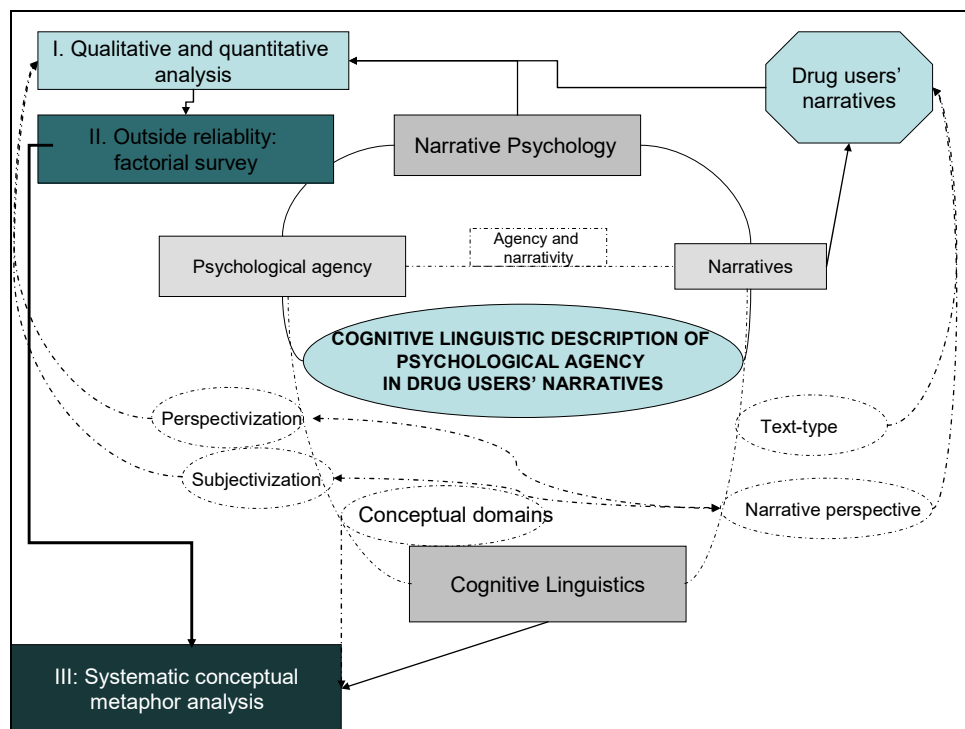 I. Qualitative and quantitative
analysis
Drug users’
narratives
II. Outside reliablity:
factorial survey
Narrative Psychology
Agency and
narrativity
Psychological agency
Narratives
COGNITIVE LINGUISTIC DESCRIPTION OF
PSYCHOLOGICAL AGENCY
IN DRUG USERS’ NARRATIVES
Perspectivization
Text-type
Subjectivization
Conceptual domains
Narrative perspective
Cognitive Linguistics
III: Systematic conceptual
metaphor analysis